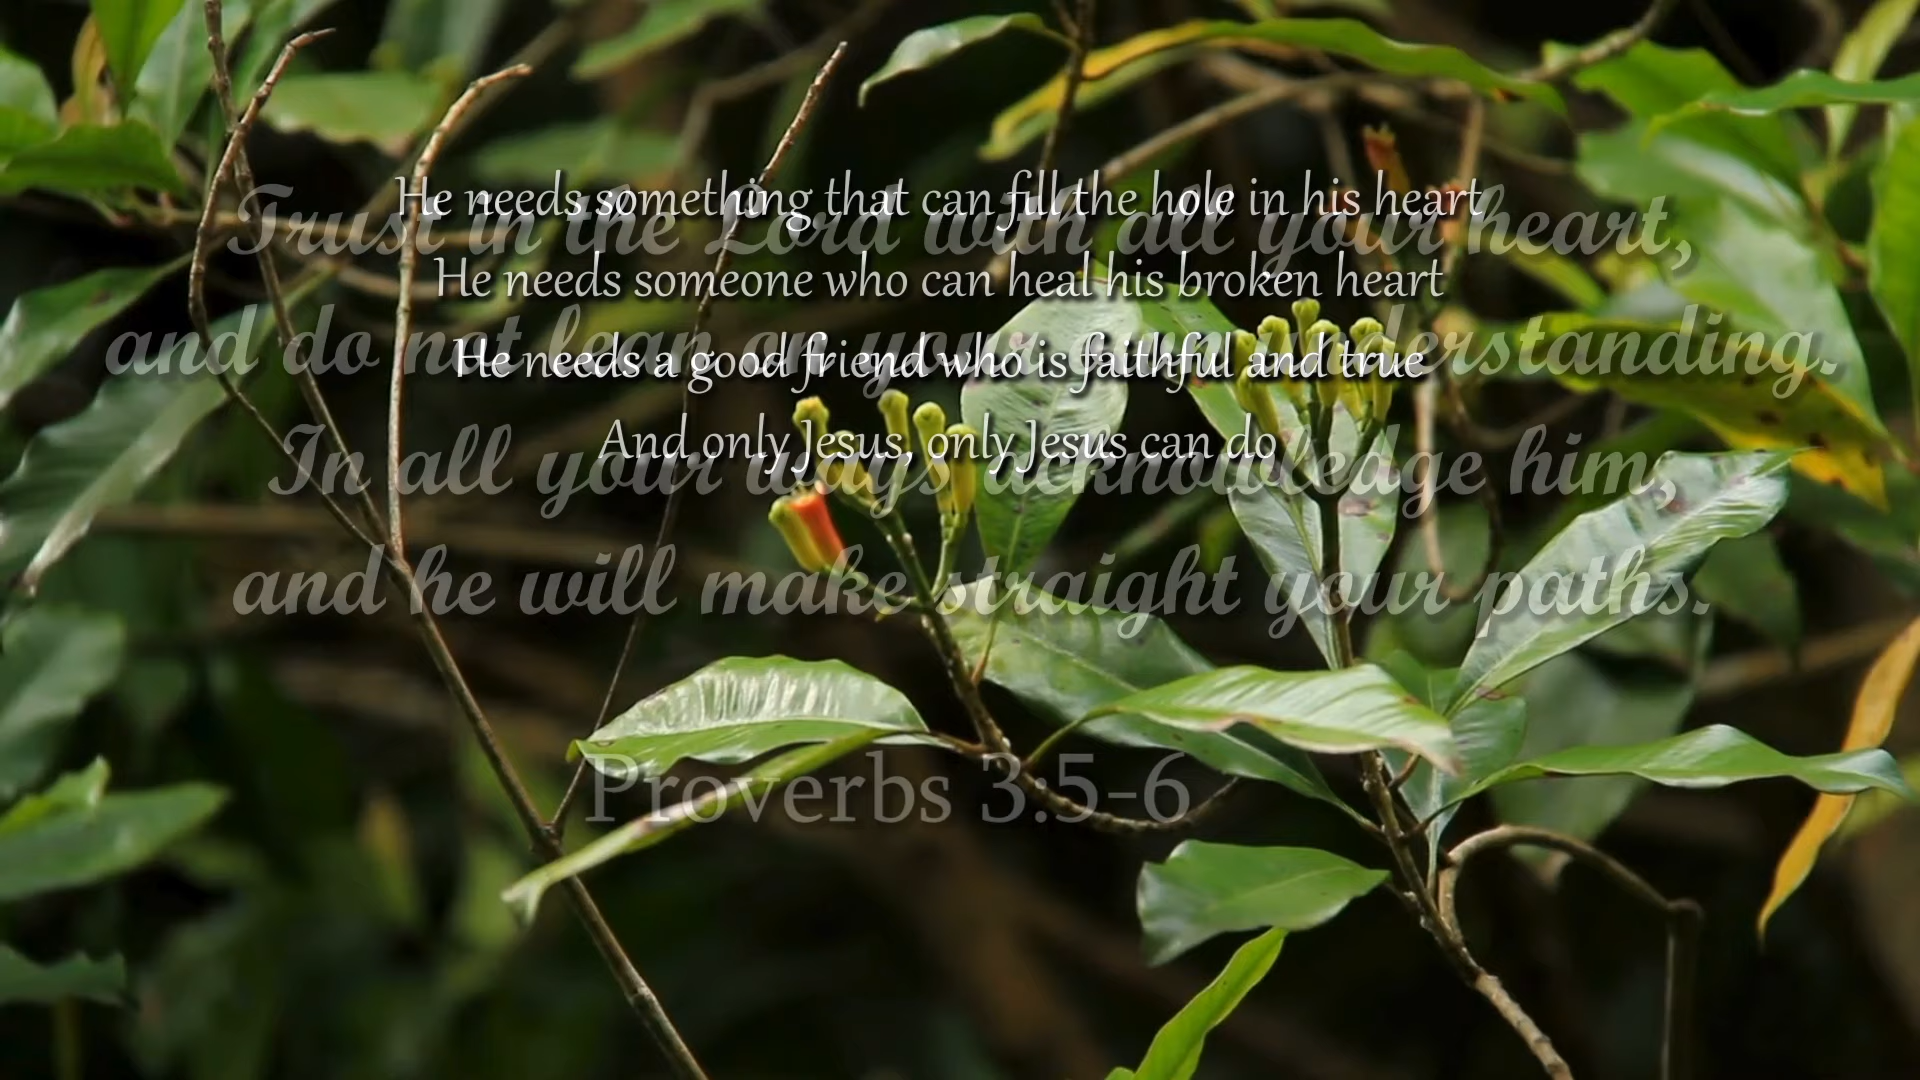 He needs something that can fill the hole in his heart
He needs someone who can heal his broken heart
He needs a good friend who is faithful and true
And only Jesus, only Jesus can do
Trust in the Lord with all your heart,
and do not lean on your own understanding.
In all your ways acknowledge him,
and he will make straight your paths.
Proverbs 3:5-6